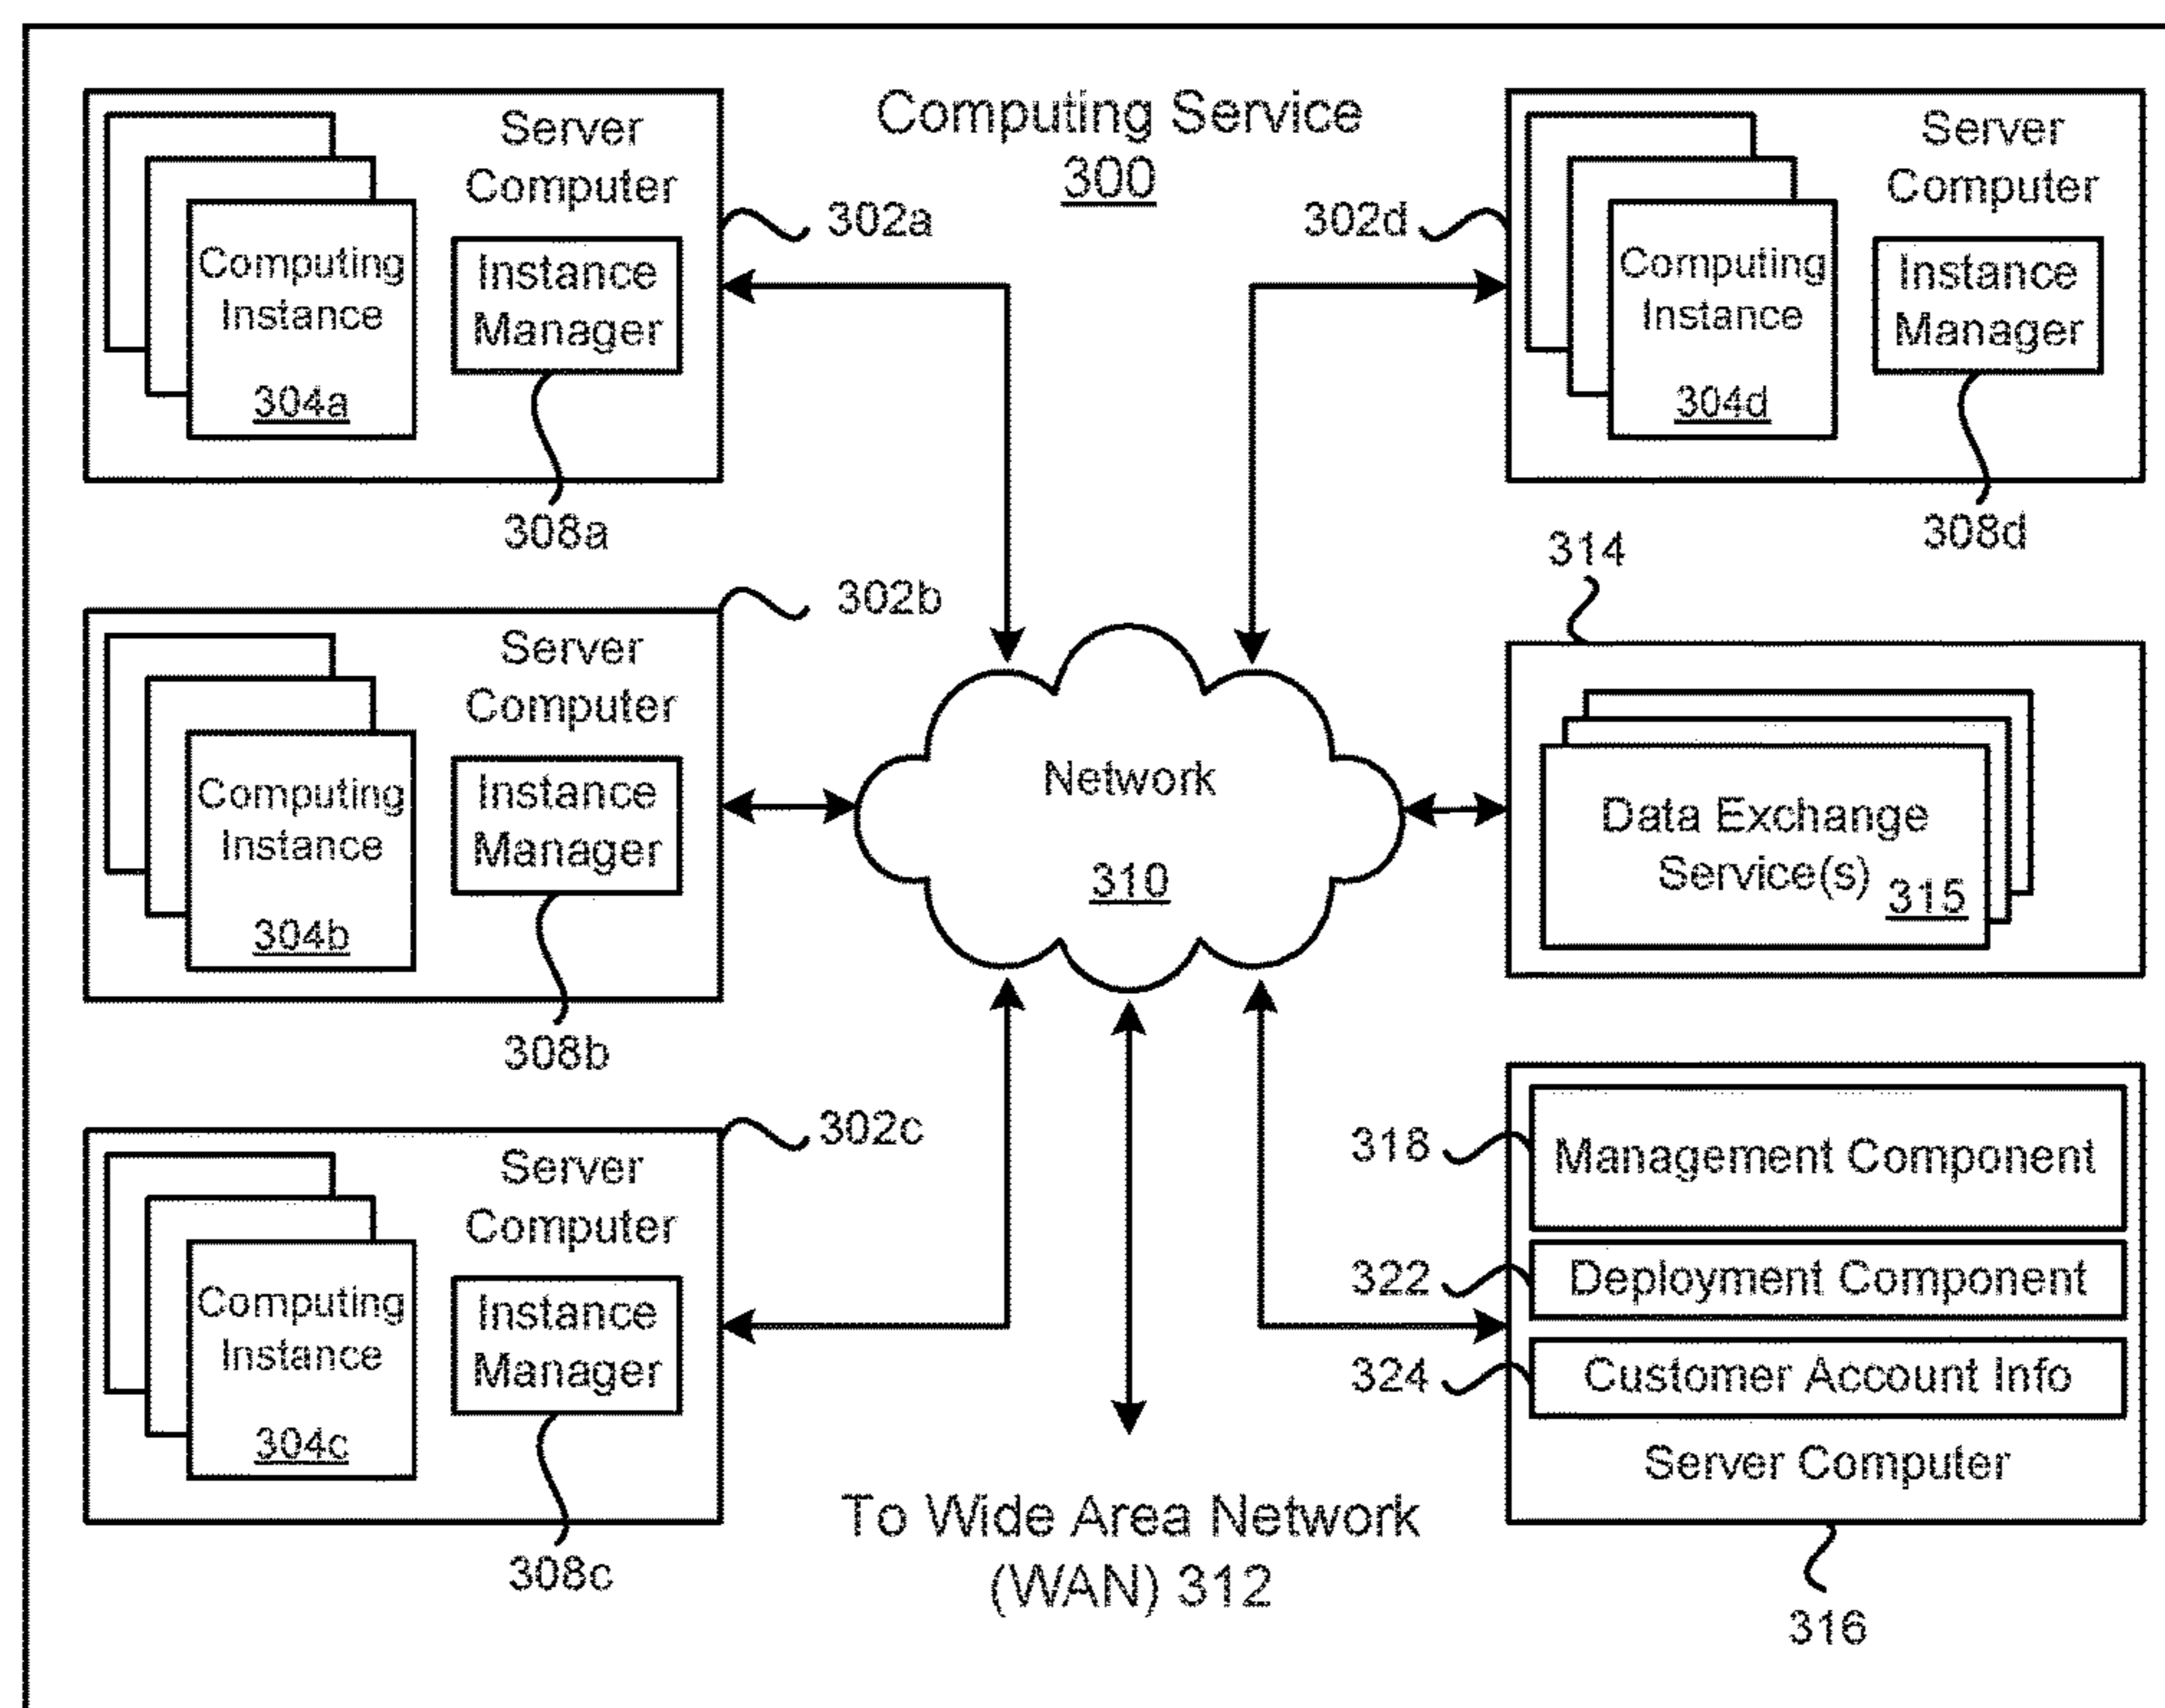 Computing Service
300
Server
Computer
302a
Computing
Instance
304a
Instance
Manager
308a
302d
Server
Computer
Computing
Instance
304d
Instance
Manager
308d
302b
Server
Computer
Computing
Instance
304b
Instance
Manager
308b
Network
310
314
Data Exchange
Service(s) 315
302c
Server
Computer
Computing
Instance
304c
Instance
Manager
308c
318
Management Component
322
Deployment Component
324
Customer Account Info
Server Computer
316
To Wide Area Network
(WAN) 312